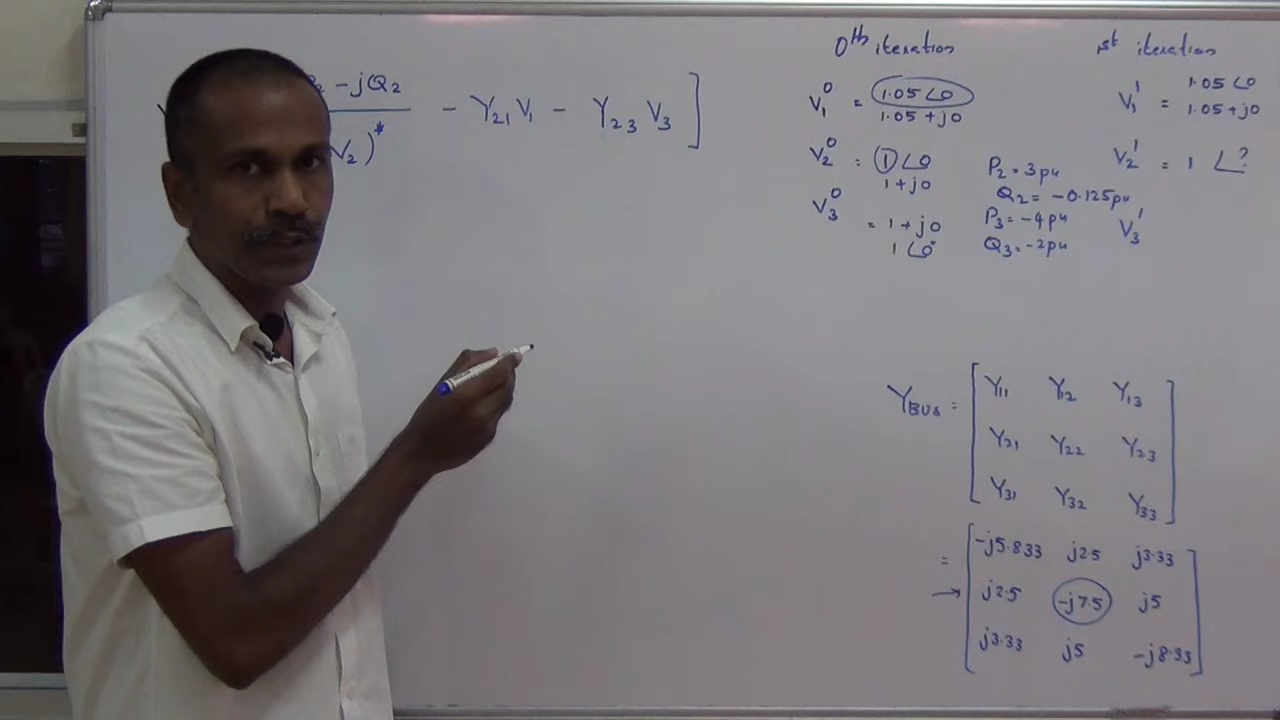 P2 - jQ2
V2)* - Y21 V1 - Y23 V3 ]
0th iteration
V1^0 = 1.05∠0
1.05+j0
V2^0 = 1∠0
1+j0
V3^0 = 1+j0
1∠0°
P2 = 3pu
Q2 = -0.125pu
P3 = -4pu
Q3 = -2pu
1st iteration
V1^1 = 1.05∠0
1.05+j0
V2^1 = 1∠?
V3^1
YBUS = [ Y11 Y12 Y13
Y21 Y22 Y23
Y31 Y32 Y33 ]
= [ -j5.833 j2.5 j3.33
→ j2.5 -j7.5 j5
j3.33 j5 -j8.33 ]